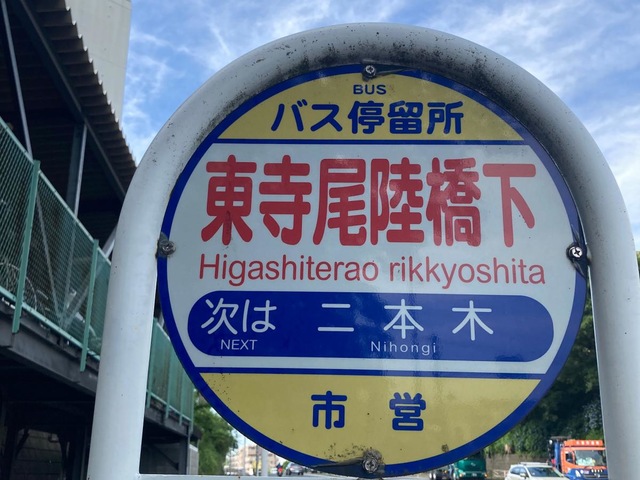 BUS
バス停留所
東寺尾陸橋下
Higashiterao rikkyoshita
次は 二本木
NEXT Nihongi
市営